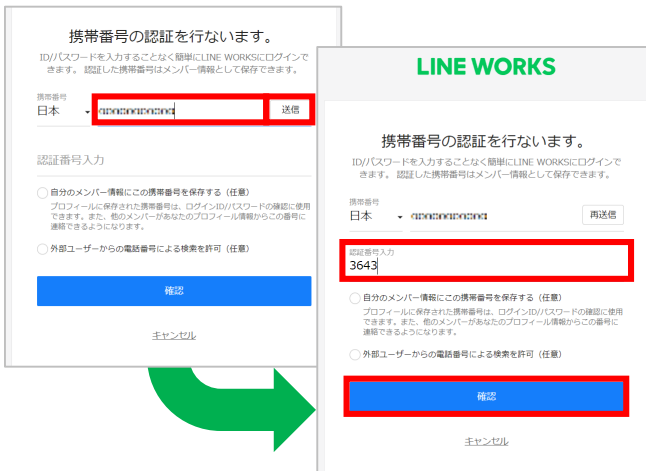 携帯番号の認証を行ないます。
ID/パスワードを入力することなく簡単にLINE WORKSにログインで
きます。 認証した携帯番号はメンバー情報として保存できます。
携帯番号
日本
送信
認証番号入力
自分のメンバー情報にこの携帯番号を保存する（任意）
プロフィールに保存された携帯番号は、ログインID/パスワードの確認に使用
できます。また、他のメンバーがあなたのプロフィール情報からこの番号に
連絡できるようになります。
外部ユーザーからの電話番号による検索を許可（任意）
確認
キャンセル
LINE WORKS
携帯番号の認証を行ないます。
ID/パスワードを入力することなく簡単にLINE WORKSにログインで
きます。 認証した携帯番号はメンバー情報として保存できます。
携帯番号
日本
再送信
認証番号入力
3643
自分のメンバー情報にこの携帯番号を保存する（任意）
プロフィールに保存された携帯番号は、ログインID/パスワードの確認に使用
できます。また、他のメンバーがあなたのプロフィール情報からこの番号に
連絡できるようになります。
外部ユーザーからの電話番号による検索を許可（任意）
確認
キャンセル